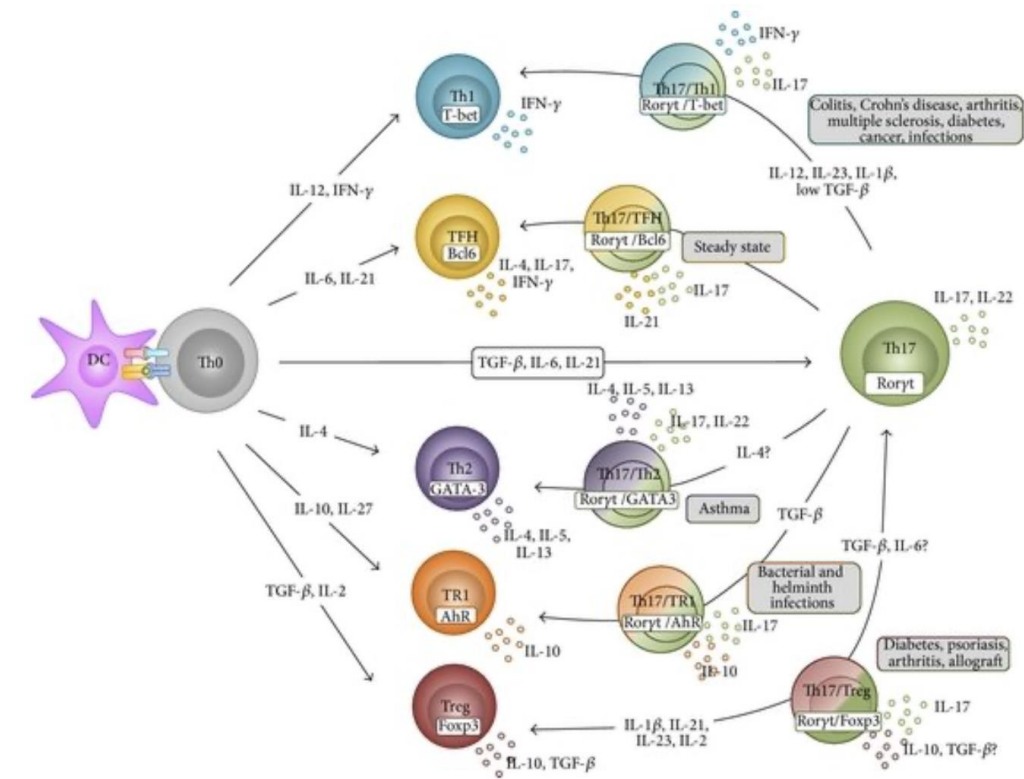 IFN-γ
IL-17
Th17/Th1
Rorγt /T-bet
Th1
T-bet
IFN-γ
Colitis, Crohn's disease, arthritis,
multiple sclerosis, diabetes,
cancer, infections
IL-12, IL-23, IL-1β,
low TGF-β
IL-12, IFN-γ
Th17/TFH
Rorγt /Bcl6
TFH
Bcl6
Steady state
IL-6, IL-21
IL-4, IL-17,
IFN-γ
IL-17
IL-21
IL-17, IL-22
DC
Th0
TGF-β, IL-6, IL-21
Th17
Rorγt
IL-4, IL-5, IL-13
IL-17, IL-22
IL-4
IL-4?
Th2
GATA-3
Th17/Th2
Rorγt /GATA3
Asthma
IL-10, IL-27
IL-4, IL-5,
IL-13
TGF-β
TGF-β, IL-6?
TGF-β, IL-2
TR1
AhR
Th17/TR1
Rorγt /AhR
Bacterial and
helminth
infections
IL-17
IL-10
IL-10
Diabetes, psoriasis,
arthritis, allograft
Treg
Foxp3
Th17/Treg
Rorγt/Foxp3
IL-17
IL-1β, IL-21,
IL-23, IL-2
IL-10, TGF-β?
IL-10, TGF-β